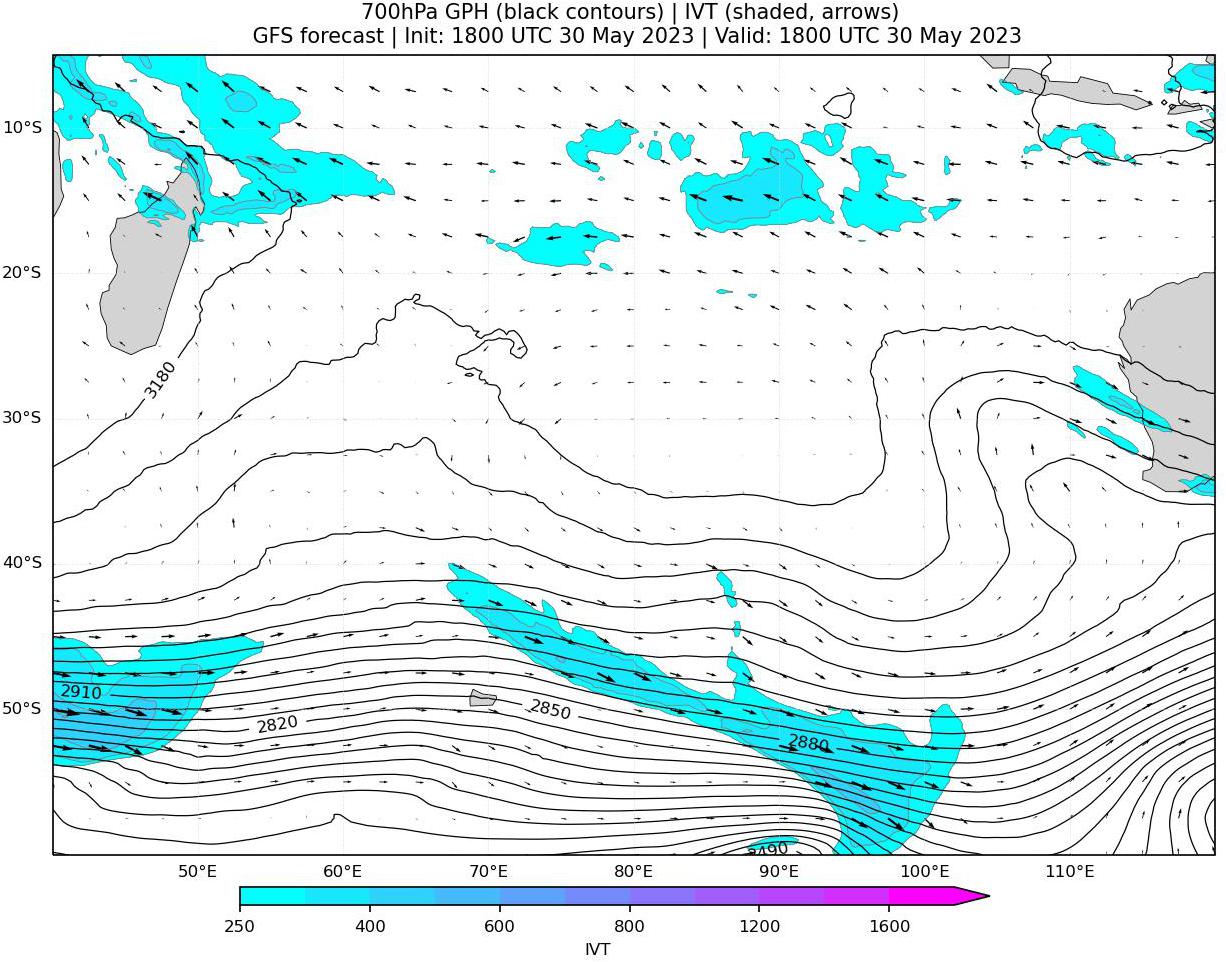 700hPa GPH (black contours) | IVT (shaded, arrows)
GFS forecast | Init: 1800 UTC 30 May 2023 | Valid: 1800 UTC 30 May 2023
10°S
20°S
3180
30°S
40°S
2910
2820
2850
50°S
2880
2490
50°E 60°E 70°E 80°E 90°E 100°E 110°E
250 400 600 800 1200 1600
IVT